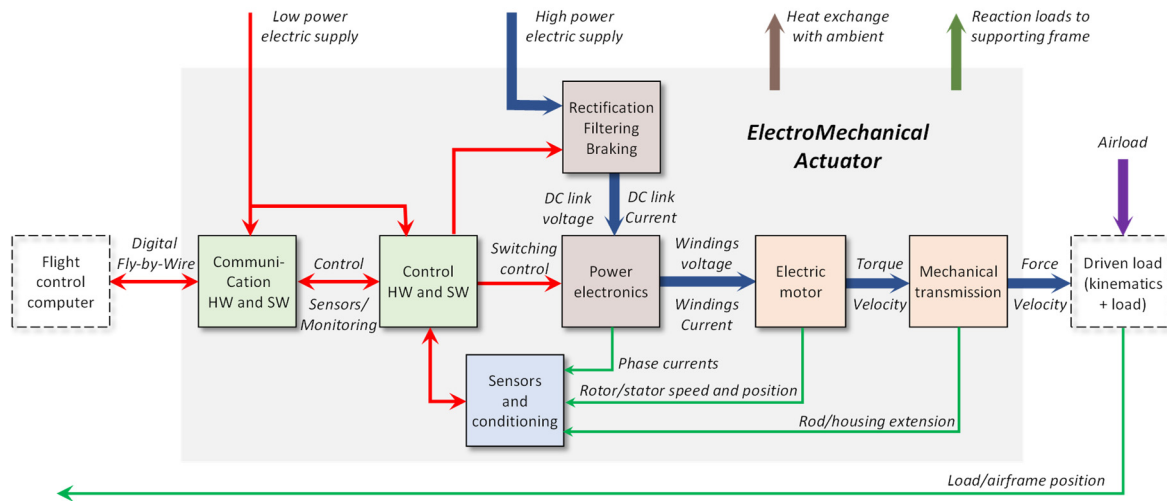 Low power
electric supply
High power
electric supply
Heat exchange
with ambient
Reaction loads to
supporting frame
Rectification
Filtering
Braking
ElectroMechanical
Actuator
Airload
DC link
voltage
DC link
Current
Digital
Fly-by-Wire
Flight
control
computer
Communi-
Cation
HW and SW
Control
Sensors/
Monitoring
Control
HW and SW
Switching
control
Power
electronics
Windings
voltage
Windings
Current
Electric
motor
Torque
Velocity
Mechanical
transmission
Force
Velocity
Driven load
(kinematics
+ load)
Phase currents
Sensors
and
conditioning
Rotor/stator speed and position
Rod/housing extension
Load/airframe position